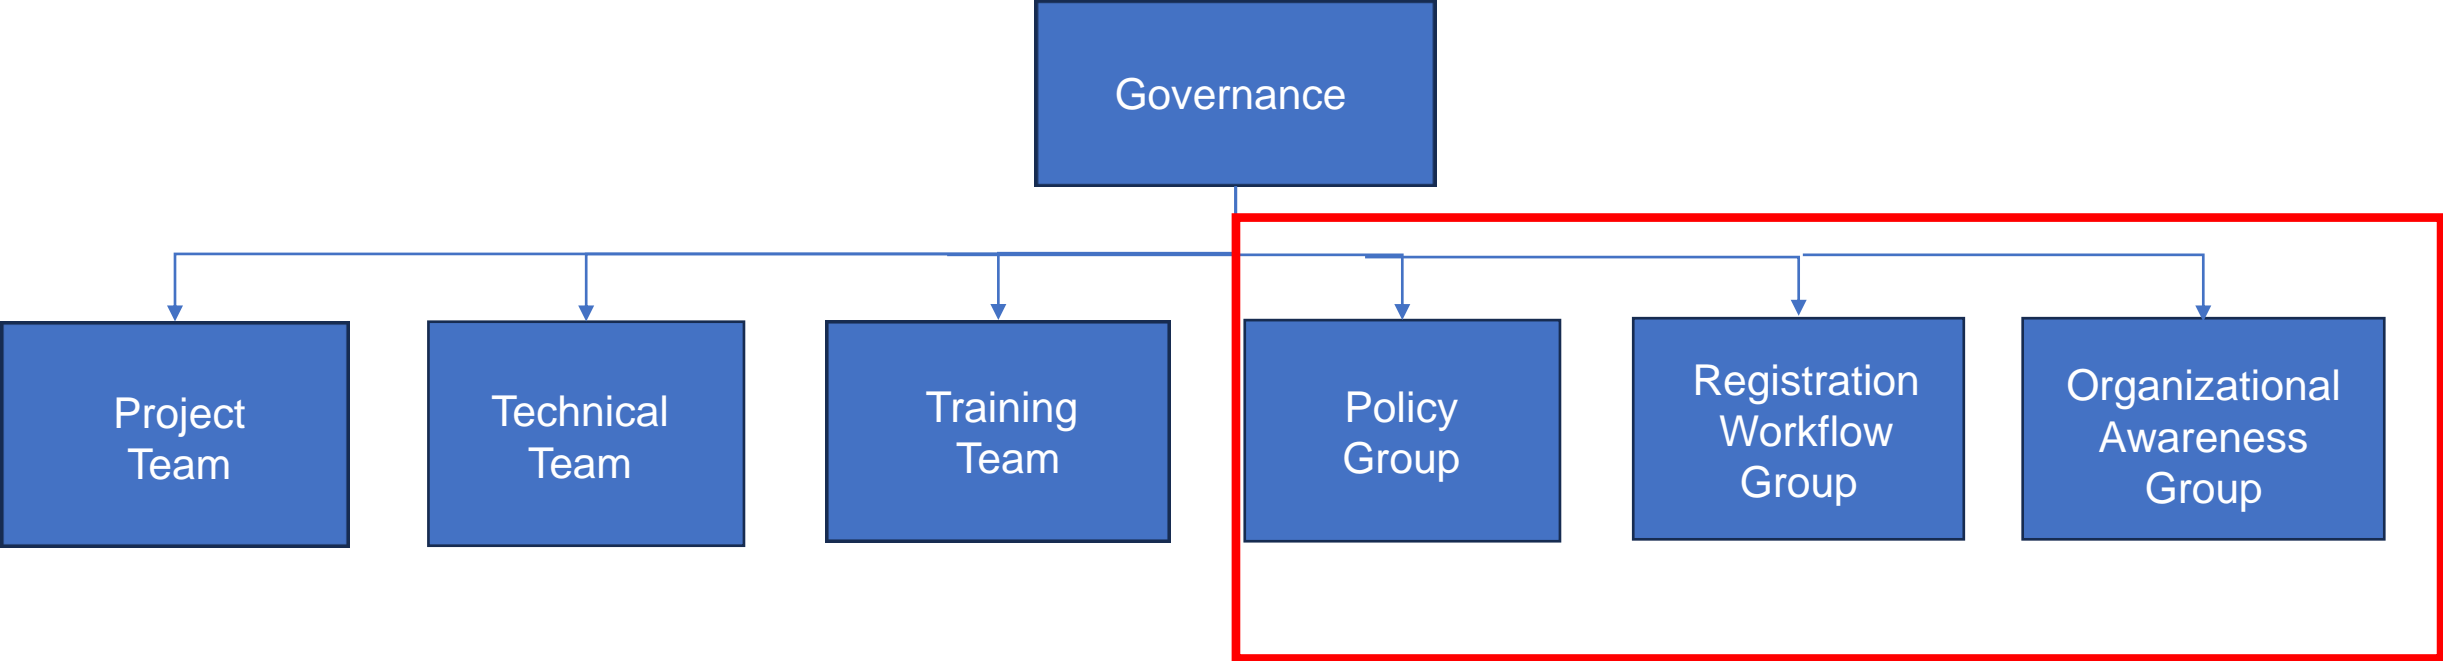 Governance
Project
Team
Technical
Team
Training
Team
Policy
Group
Registration
Workflow
Group
Organizational
Awareness
Group